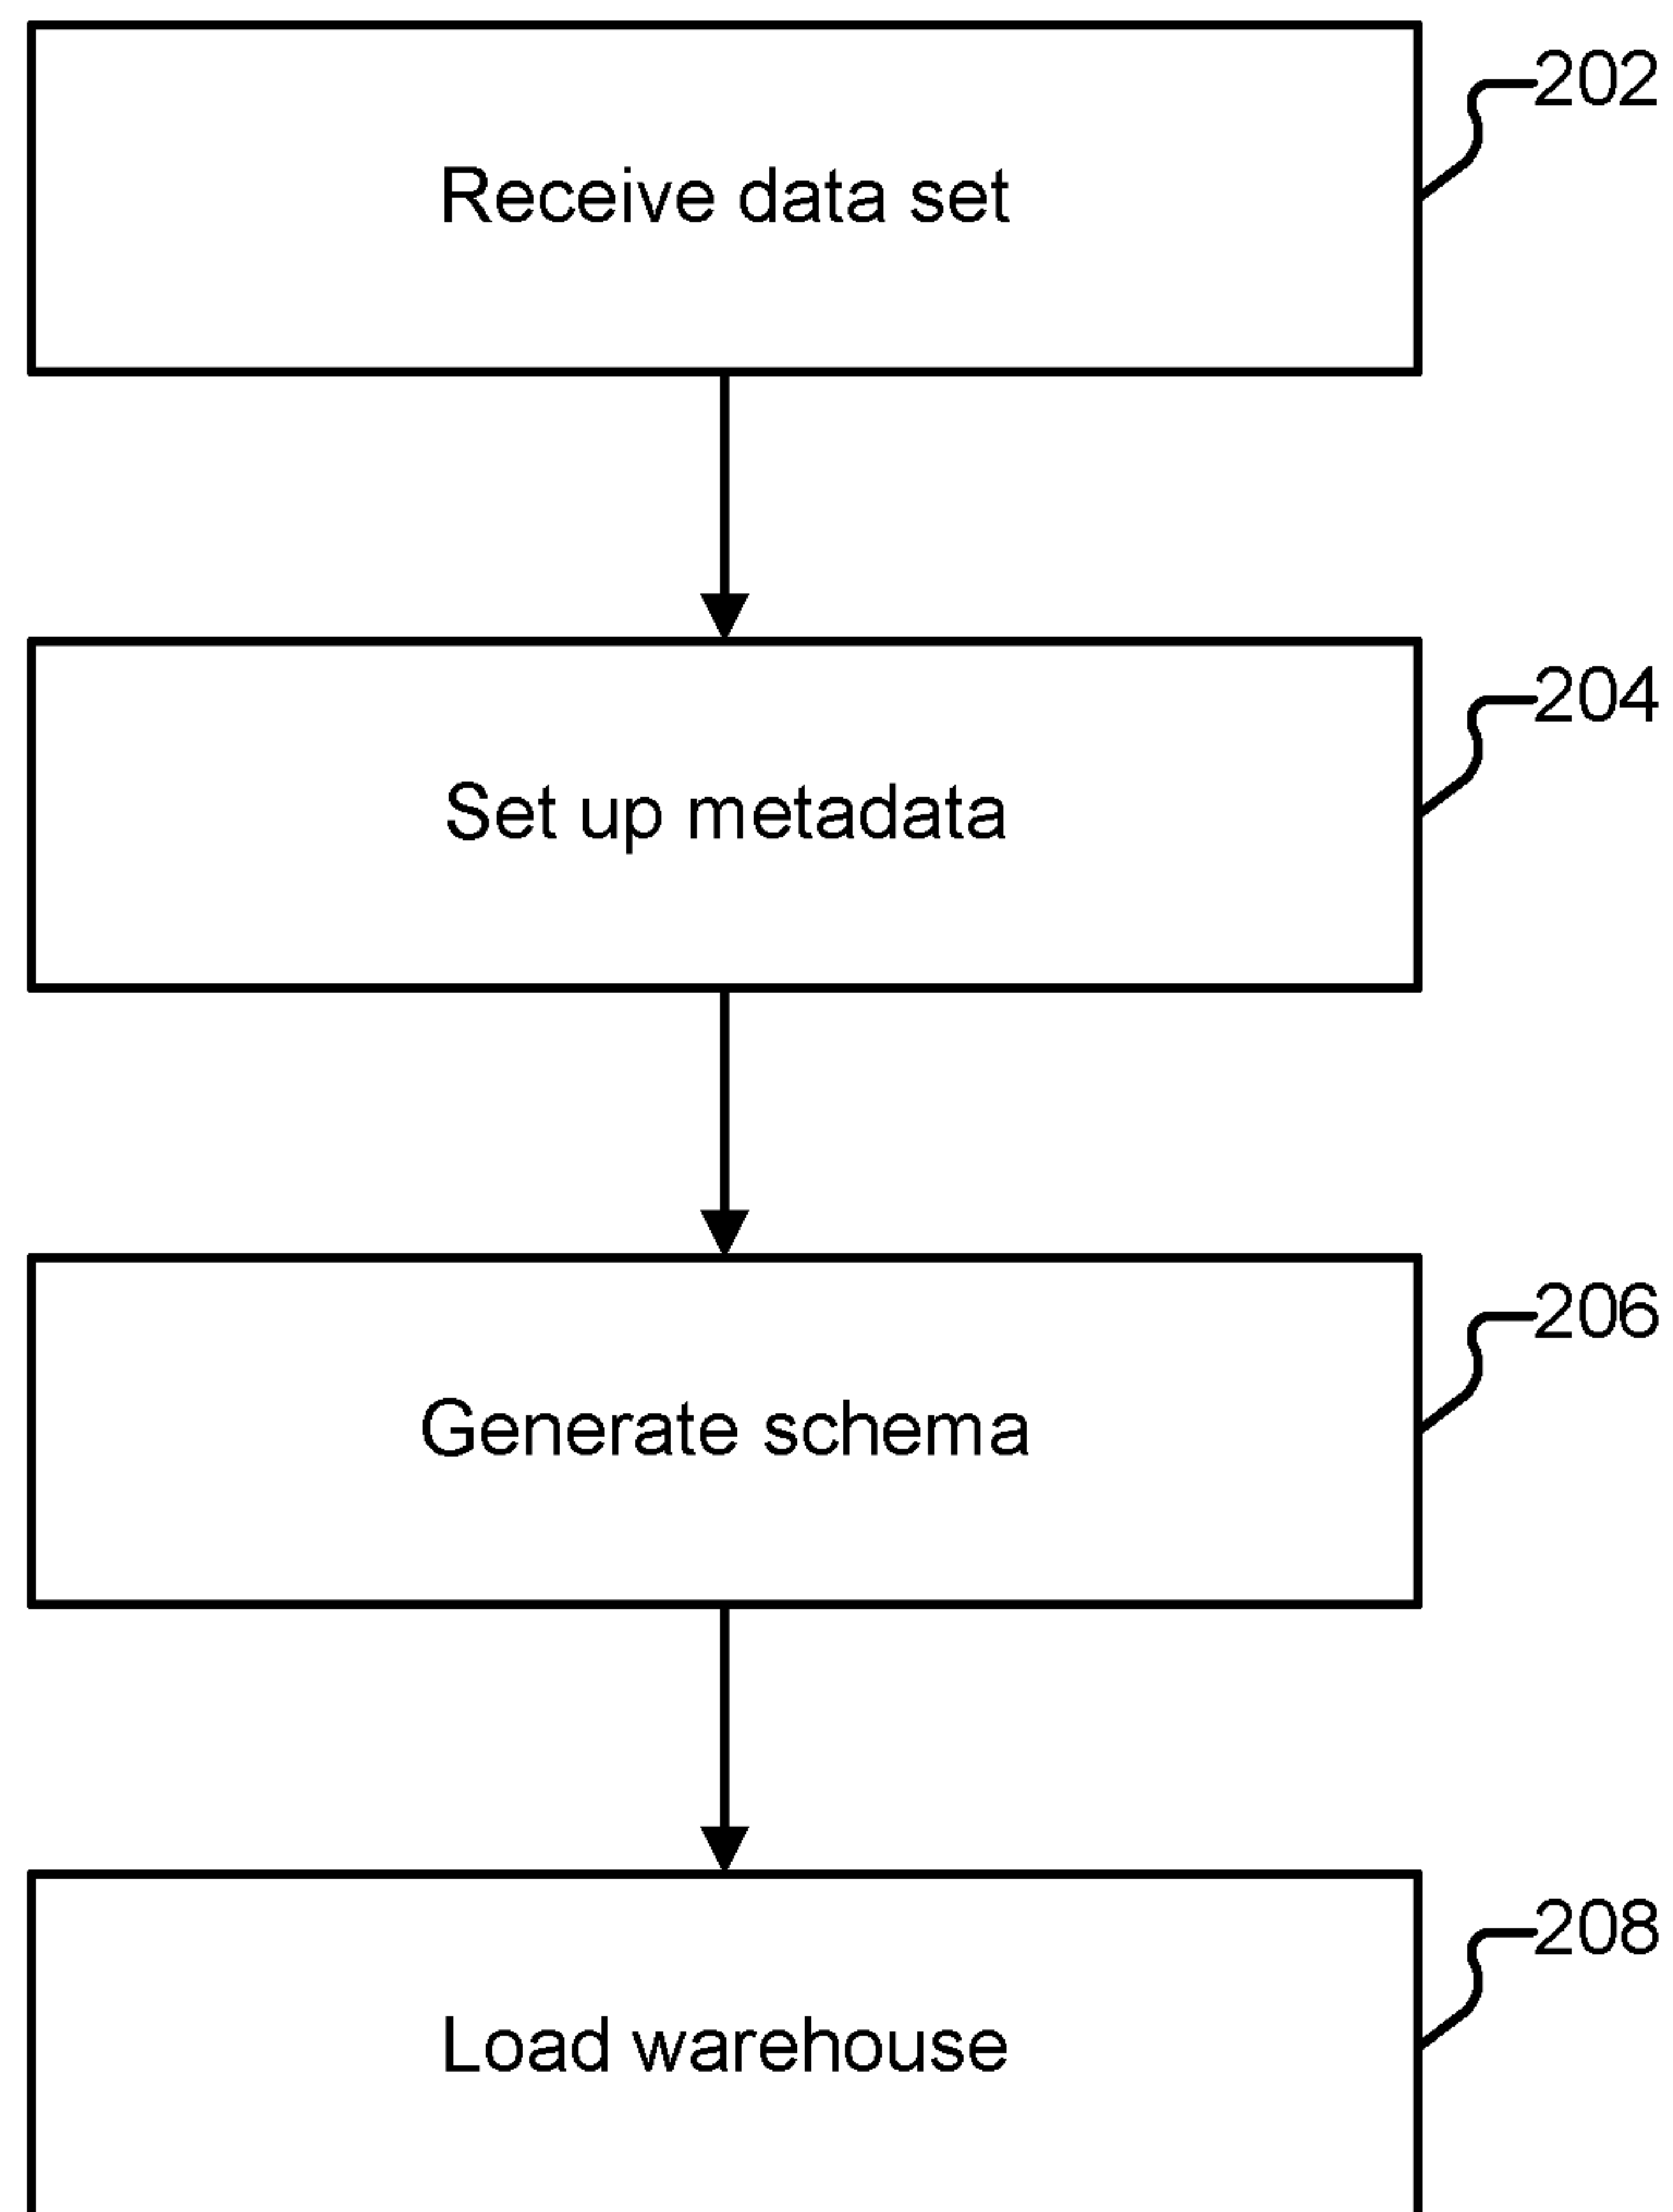 202
Receive data set
204
Set up metadata
206
Generate schema
208
Load warehouse